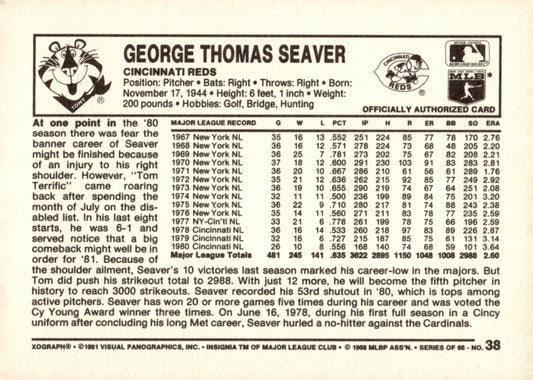 TONY
GEORGE THOMAS SEAVER
CINCINNATI REDS
Position: Pitcher • Bats: Right • Throws: Right • Born:
November 17, 1944 • Height: 6 feet, 1 inch • Weight:
200 pounds • Hobbies: Golf, Bridge, Hunting
CINCINNATI
REDS
MLB
OFFICIALLY AUTHORIZED CARD
At one point in the '80
season there was fear the
banner career of Seaver
might be finished because
of an injury to his right
shoulder. However, "Tom
Terrific" came roaring
back after spending the
month of July on the dis-
abled list. In his last eight
starts, he was 6-1 and
served notice that a big
comeback might well be in
order for '81. Because of
MAJOR LEAGUE RECORD G W L PCT IP H R ER BB SO ERA
1967 New York NL 35 16 13 .552 251 224 85 77 78 170 2.76
1968 New York NL 36 16 12 .571 278 224 73 68 48 205 2.20
1969 New York NL 36 25 7 .781 273 202 75 67 82 208 2.21
1970 New York NL 37 18 12 .600 291 230 103 91 83 283 2.81
1971 New York NL 36 20 10 .667 286 210 61 56 61 289 1.76
1972 New York NL 35 21 12 .636 262 215 92 85 77 249 2.92
1973 New York NL 36 19 10 .655 290 219 74 67 64 251 2.08
1974 New York NL 32 11 11 .500 236 199 89 84 75 201 3.20
1975 New York NL 36 22 9 .710 280 217 81 74 88 243 2.38
1976 New York NL 35 14 11 .560 271 211 83 78 77 235 2.59
1977 NY-Cin'ti NL 33 21 6 .778 261 199 78 75 66 196 2.59
1978 Cincinnati NL 36 16 14 .533 260 218 97 83 89 226 2.87
1979 Cincinnati NL 32 16 6 .727 215 187 85 75 61 131 3.14
1980 Cincinnati NL 26 10 8 .556 168 140 74 68 59 101 3.64
Major League Totals 481 245 141 .635 3622 2695 1150 1048 1008 2988 2.60
the shoulder ailment, Seaver's 10 victories last season marked his career-low in the majors. But
Tom did push his strikeout total to 2988. With just 12 more, he will become the fifth pitcher in
history to reach 3000 strikeouts. Seaver recorded his 53rd shutout in '80, which is tops among
active pitchers. Seaver has won 20 or more games five times during his career and was voted the
Cy Young Award winner three times. On June 16, 1978, during his first full season in a Cincy
uniform after concluding his long Met career, Seaver hurled a no-hitter against the Cardinals.
XOGRAPH® • ©1981 VISUAL PANOGRAPHICS, INC. • INSIGNIA TM OF MAJOR LEAGUE CLUB • © 1968 MLBP ASS'N. • SERIES OF 66 - NO. 38